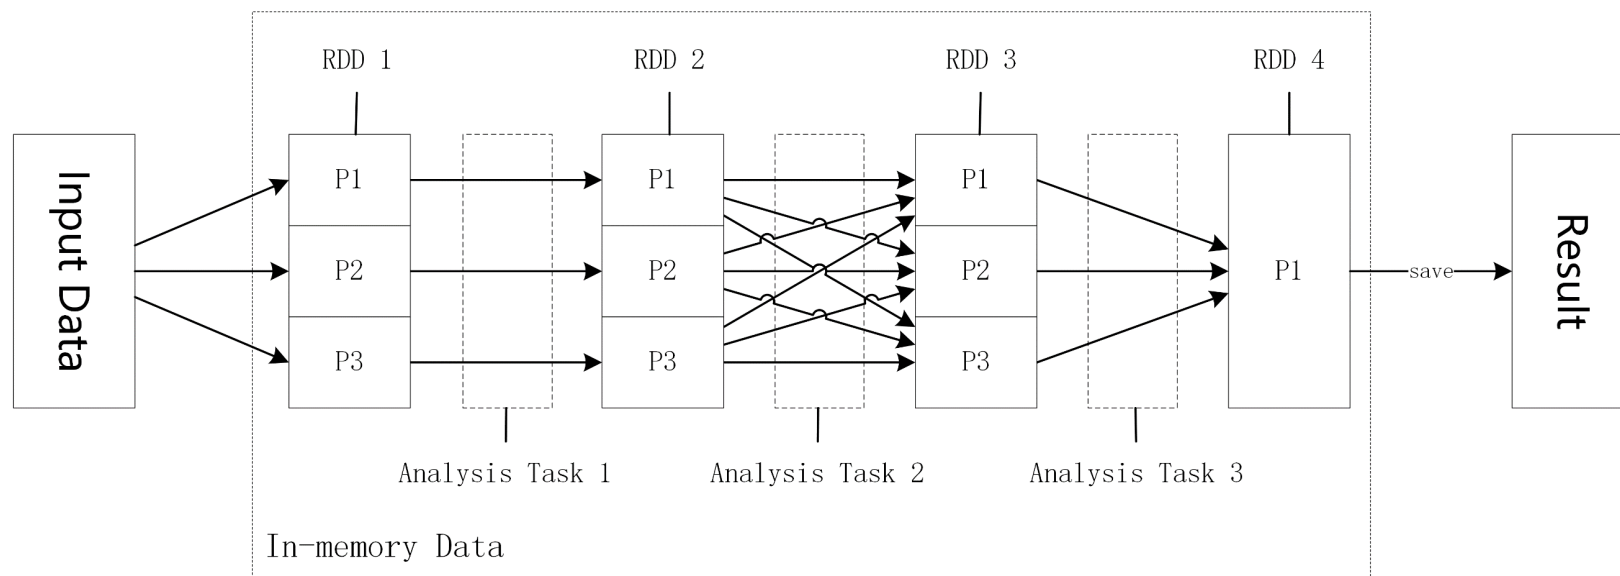 RDD 1
RDD 2
RDD 3
RDD 4
Input Data
P1
P2
P3
P1
P2
P3
P1
P2
P3
P1
save
Result
Analysis Task 1
Analysis Task 2
Analysis Task 3
In-memory Data